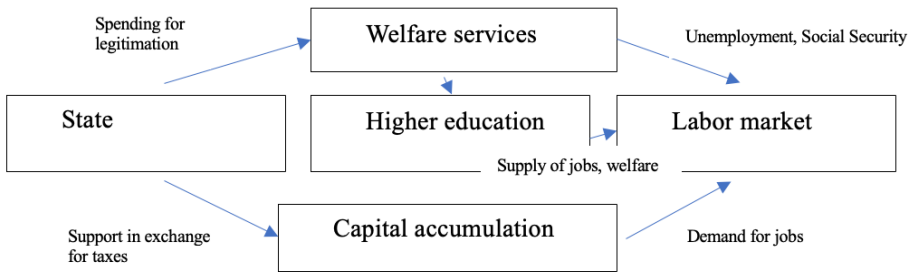 Spending for
legitimation
Welfare services
Unemployment, Social Security
State
Higher education
Labor market
Supply of jobs, welfare
Support in exchange
for taxes
Capital accumulation
Demand for jobs